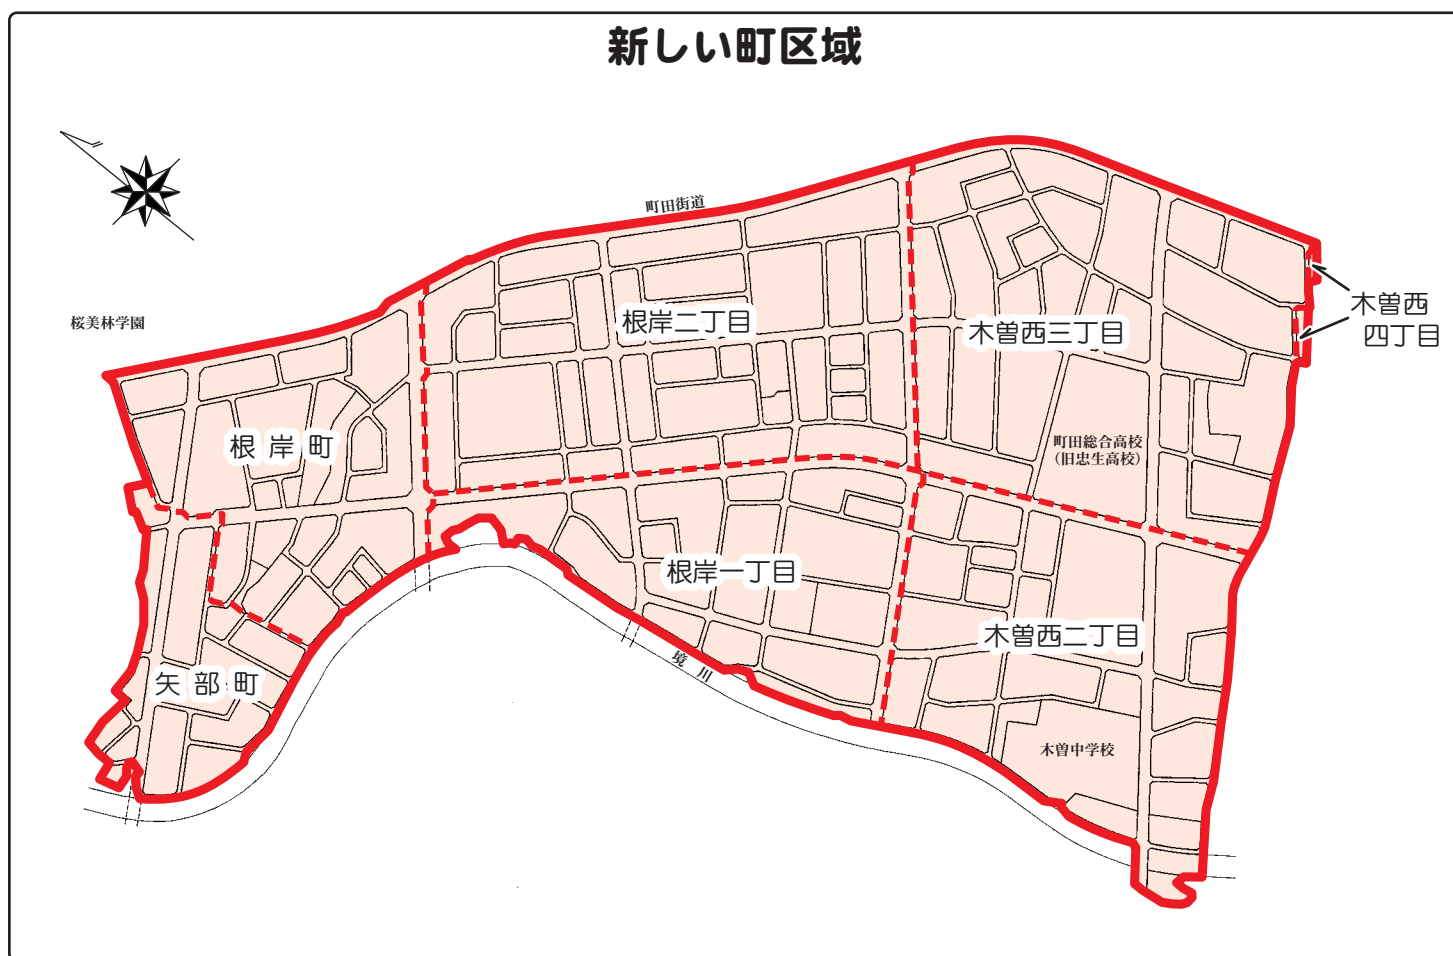 新しい町区域
町田街道
桜美林学園
根岸二丁目
木曽西三丁目
木曽西
四丁目
根岸町
町田総合高校
（旧忠生高校）
根岸一丁目
木曽西二丁目
境川
矢部町
木曽中学校